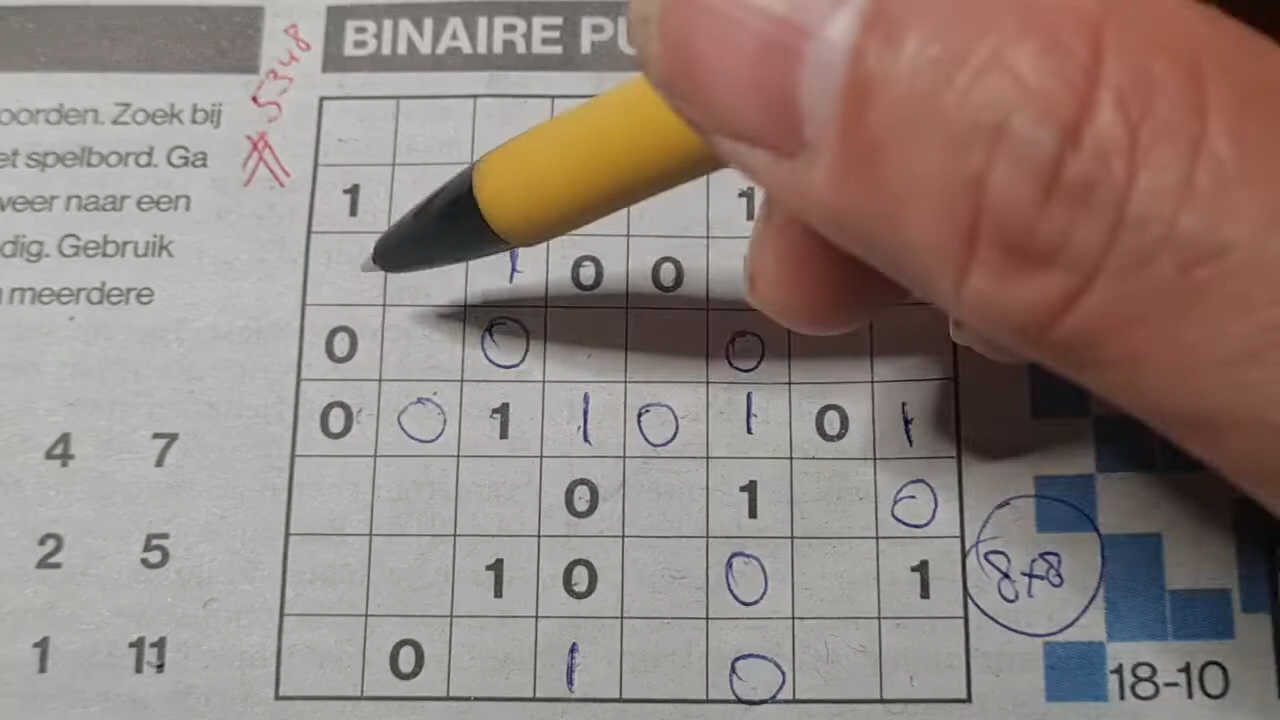 BINAIRE PU
#5348
oorden. Zoek bij
et spelbord. Ga
weer naar een
dig. Gebruik
meerdere
4 7
2 5
1 11
1 1
1 0 0
0 0 0
0 0 1 1 0 1 0 1
0 1 0
1 0 0 1
0 1 0
8+8
18-10